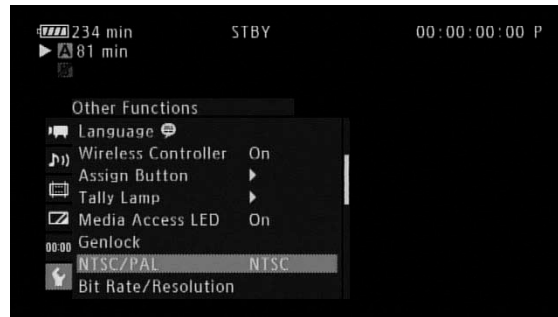 234 min STBY 00:00:00:00 P
A 81 min
Other Functions
Language
Wireless Controller On
Assign Button
Tally Lamp
Media Access LED On
00:00 Genlock
NTSC/PAL NTSC
Bit Rate/Resolution